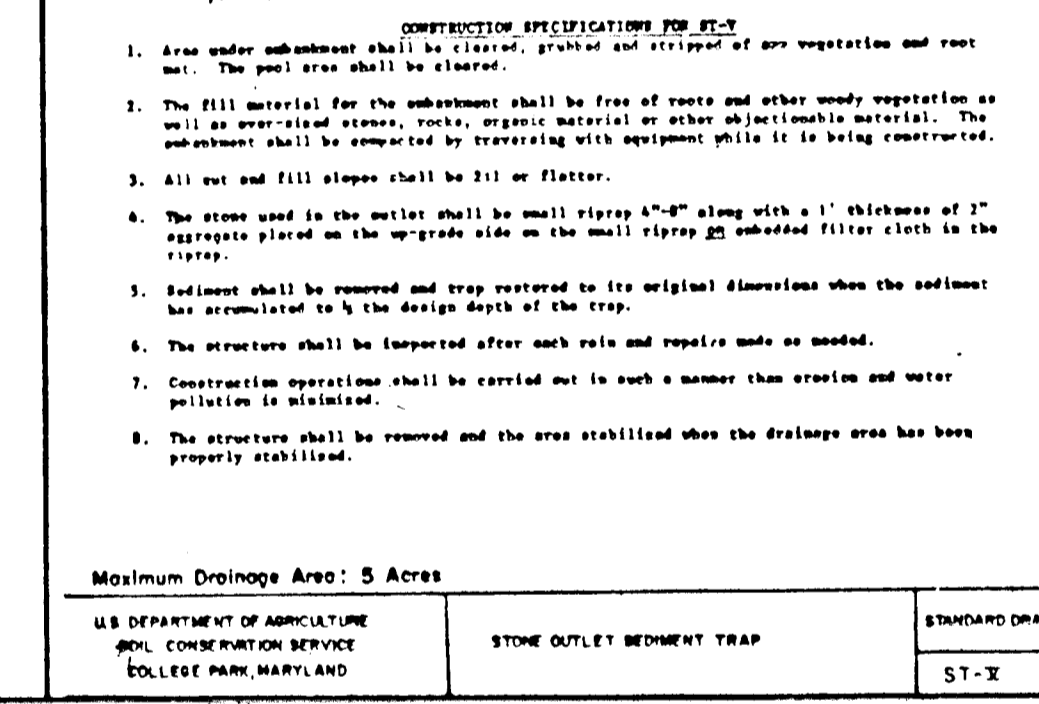 CONSTRUCTION SPECIFICATIONS FOR ST-V
1. Area under embankment shall be cleared, grubbed and stripped of any vegetation and root
mat. The pool area shall be cleared.
2. The fill material for the embankment shall be free of roots and other woody vegetation as
well as over-sized stones, rocks, organic material or other objectionable material. The
embankment shall be compacted by traversing with equipment while it is being constructed.
3. All cut and fill slopes shall be 2:1 or flatter.
4. The stone used in the outlet shall be small riprap 4"-8" along with a 1' thickness of 2"
aggregate placed on the up-grade side on the small riprap or embedded filter cloth in the
riprap.
5. Sediment shall be removed and trap restored to its original dimensions when the sediment
has accumulated to ½ the design depth of the trap.
6. The structure shall be inspected after each rain and repairs made as needed.
7. Construction operations shall be carried out in such a manner than erosion and water
pollution is minimized.
8. The structure shall be removed and the area stabilized when the drainage area has been
properly stabilized.
Maximum Drainage Area: 5 Acres
U.S DEPARTMENT OF AGRICULTURE
SOIL CONSERVATION SERVICE
COLLEGE PARK, MARYLAND
STONE OUTLET SEDIMENT TRAP
STANDARD DRA
ST-V